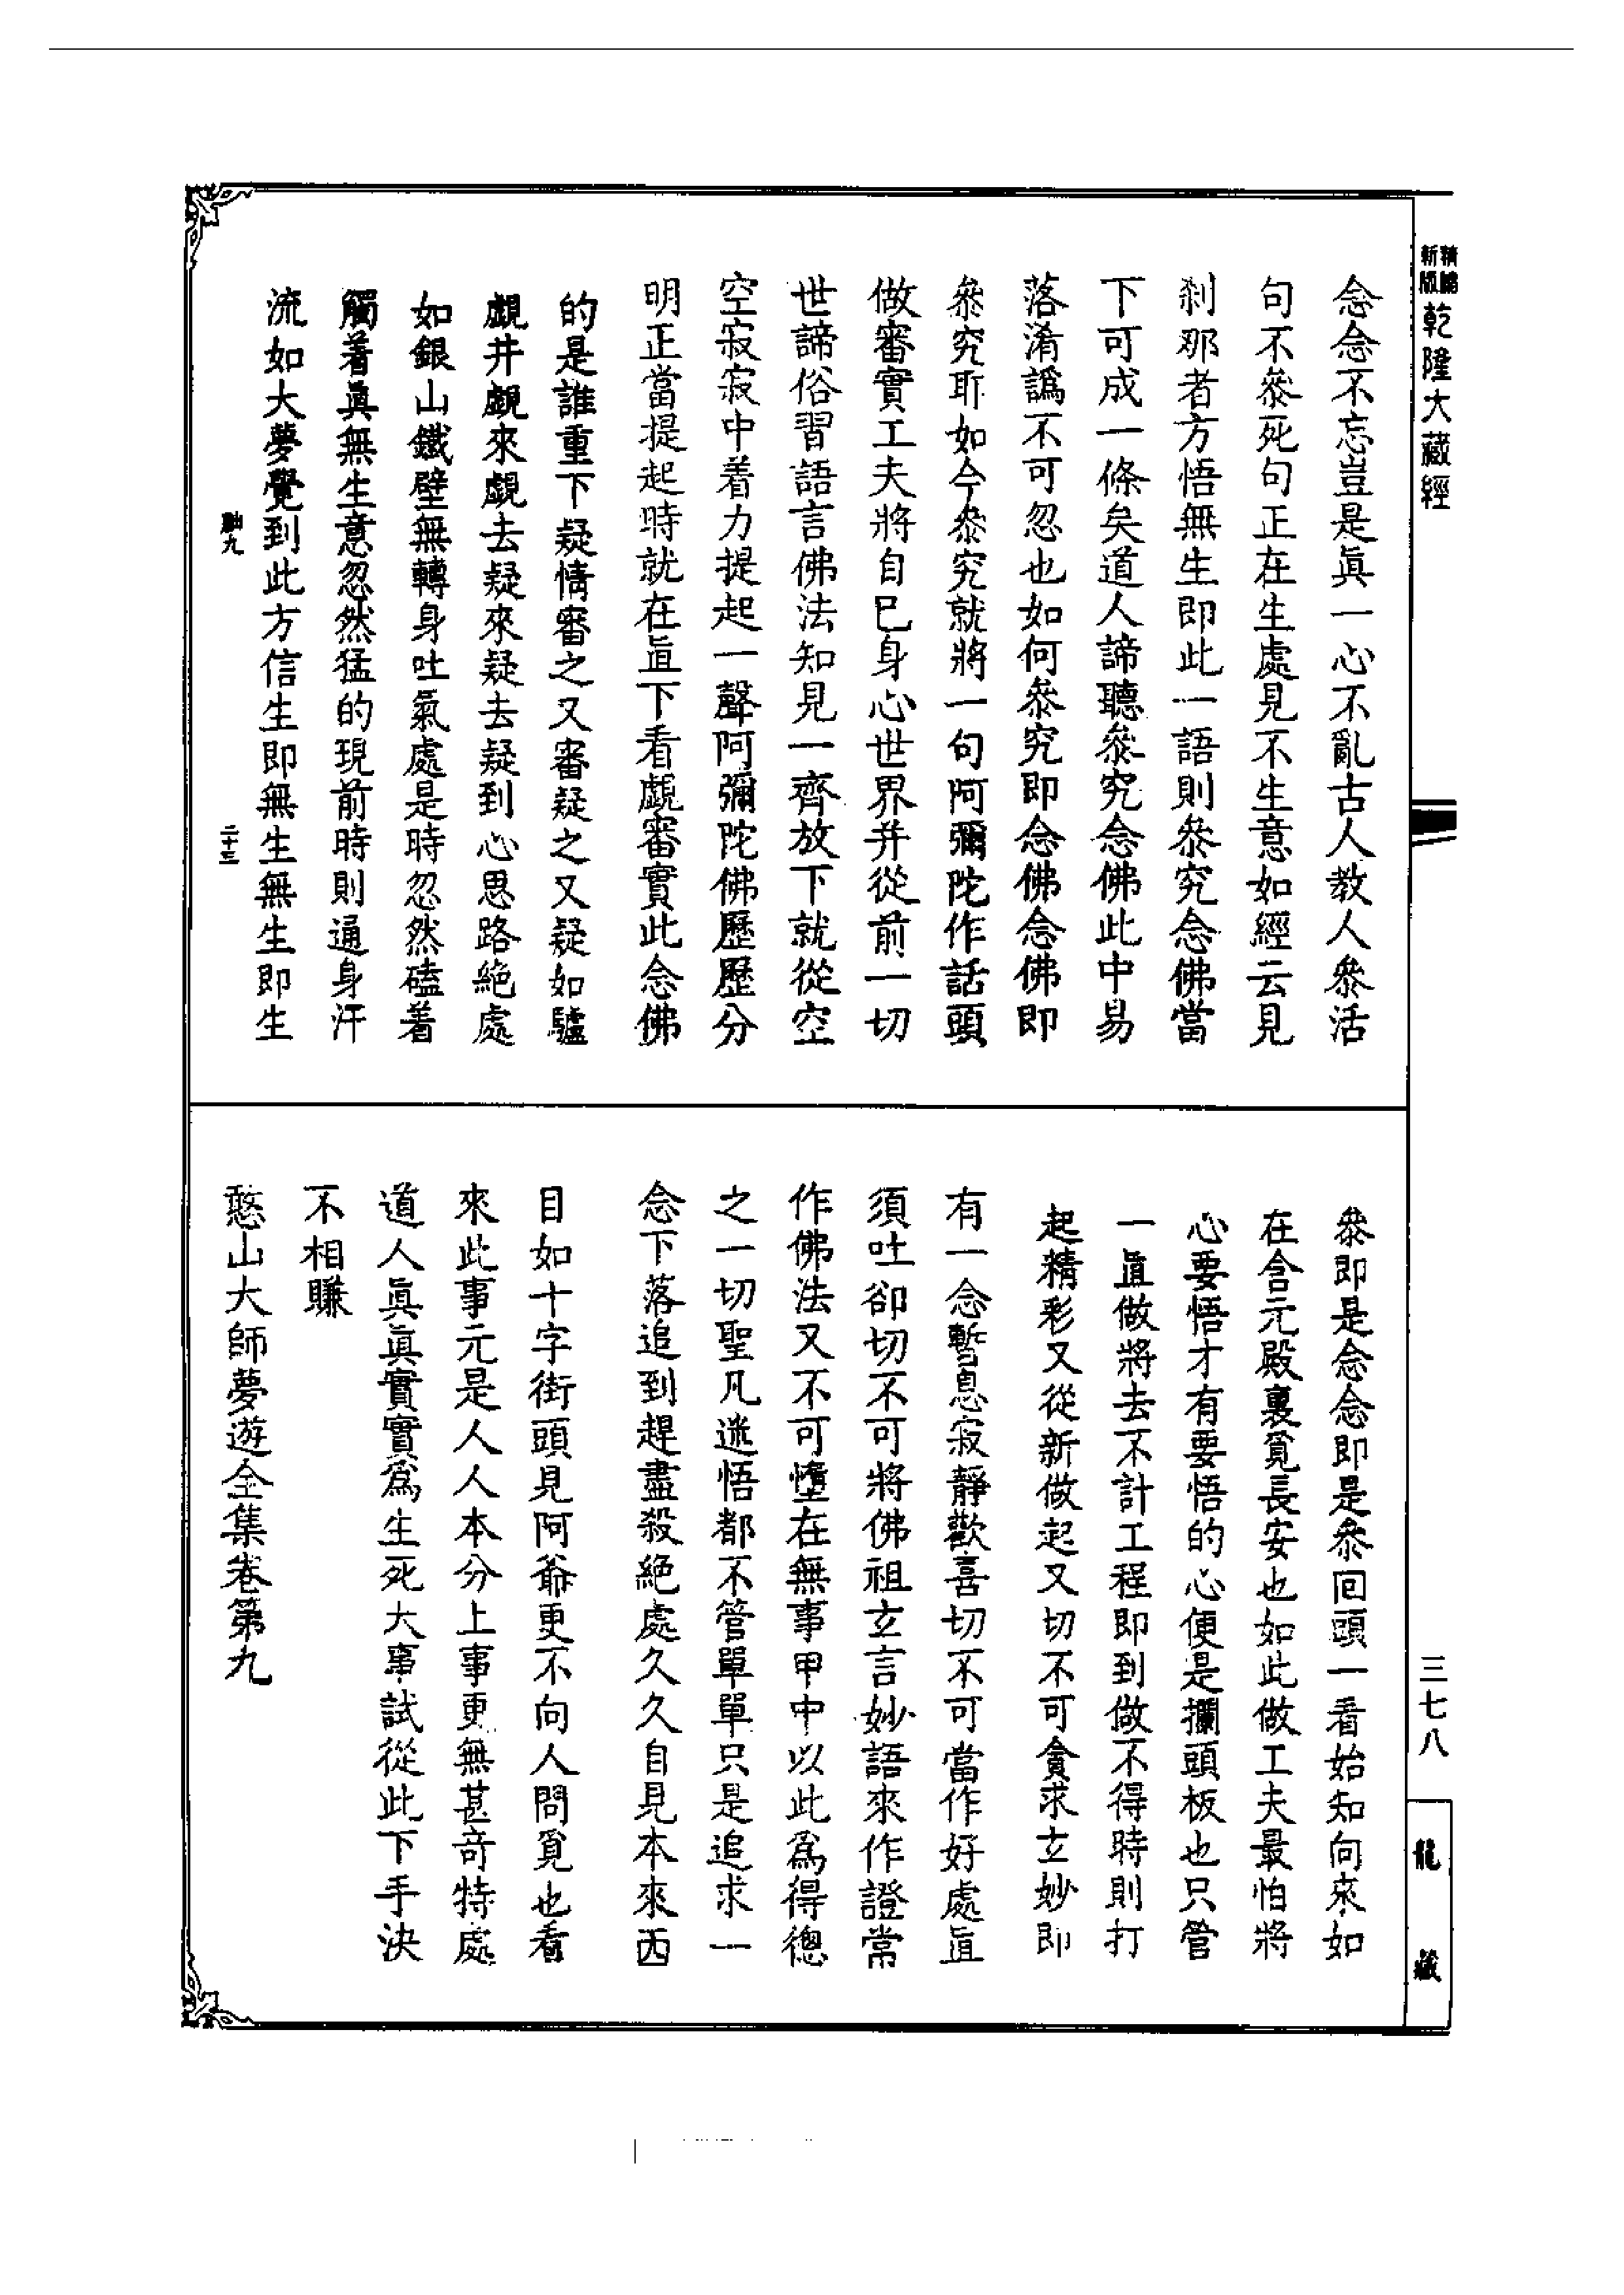 新版
乾隆大藏經
念念不忘豈是眞一心不亂古人教人叅活
句不叅死句正在生處見不生意如經云見
刹那者方悟無生即此一語則叅究念佛當
下可成一條矣道人諦聽叅究念佛此中易
落淆譌不可忽也如何叅究即念佛念佛即
叅究耶如今叅究就將一句阿彌陀作話頭
做審實工夫將自巳身心世界并從前一切
世諦俗習語言佛法知見一齊放下就從空
空寂寂中着力提起一聲阿彌陀佛歷歷分
明正當提起時就在直下看覰審實此念佛
的是誰重下疑情審之又審疑之又疑如驢
覰井覰來覰去疑來疑去疑到心思路絕處
如銀山鐵壁無轉身吐氣處是時忽然磕着
觸着眞無生意忽然猛的現前時則通身汗
流如大夢覺到此方信生即無生無生即生
九
二十三
叅即是念念即是叅回頭一看始知向來如
在含元殿裏覓長安也如此做工夫最怕將
心要悟才有要悟的心便是攔頭板也只管
一直做將去不計工程即到做不得時則打
起精彩又從新做起又切不可貪求玄妙即
有一念暫息寂靜歡喜切不可當作好處直
須吐卻切不可將佛祖玄言妙語來作證當
作佛法又不可墮在無事甲中以此爲得總
之一切聖凡迷悟都不管單單只是追求一
念下落追到趕盡殺絕處久久自見本來面
目如十字街頭見阿爺更不向人問覓也看
來此事元是人人本分上事更無甚奇特處
道人眞眞實實爲生死大事試從此下手決
不相賺
憨山大師夢遊全集卷第九
三七八
龍藏